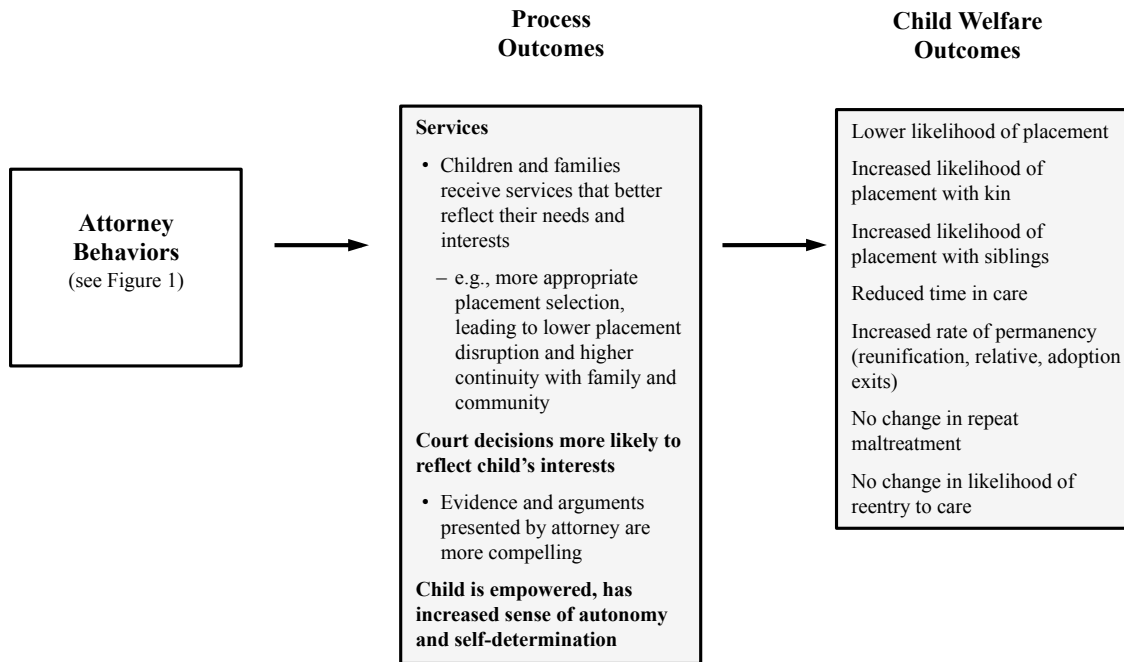 Process
Outcomes
Child Welfare
Outcomes
Attorney
Behaviors
(see Figure 1)
Services
• Children and families
receive services that better
reflect their needs and
interests
– e.g., more appropriate
placement selection,
leading to lower placement
disruption and higher
continuity with family and
community
Court decisions more likely to
reflect child’s interests
• Evidence and arguments
presented by attorney are
more compelling
Child is empowered, has
increased sense of autonomy
and self-determination
Lower likelihood of placement
Increased likelihood of
placement with kin
Increased likelihood of
placement with siblings
Reduced time in care
Increased rate of permanency
(reunification, relative, adoption
exits)
No change in repeat
maltreatment
No change in likelihood of
reentry to care